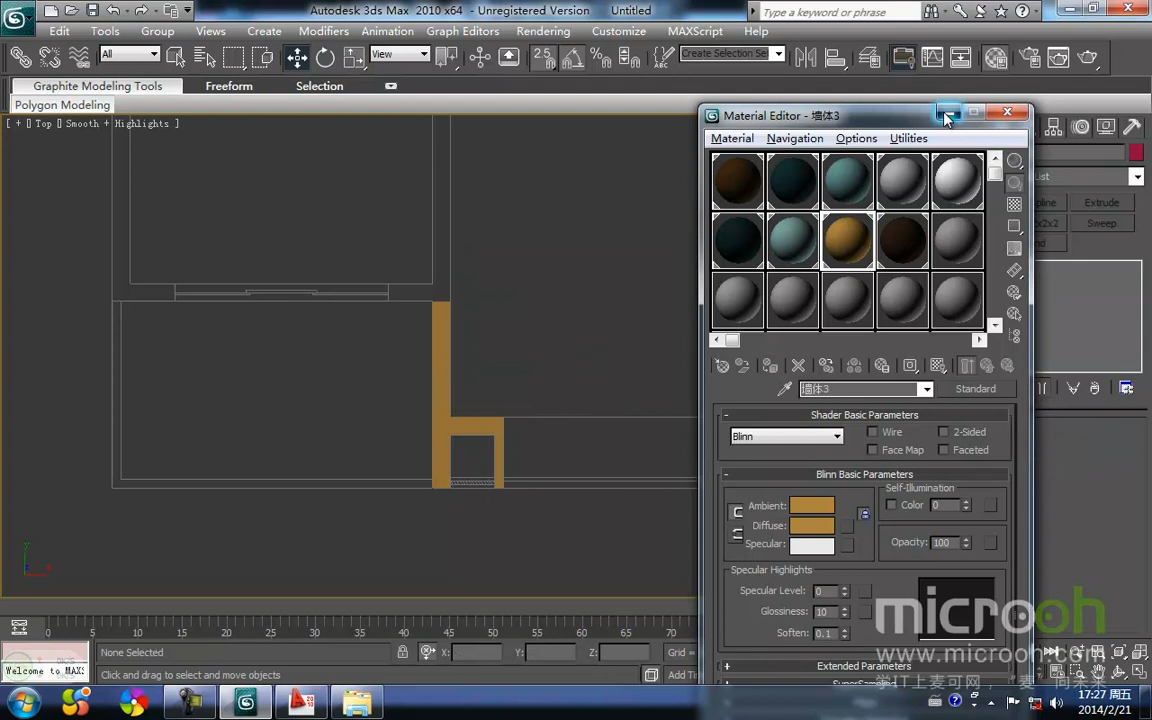 Autodesk 3ds Max 2010 x64 - Unregistered Version Untitled
Type a keyword or phrase
Edit Tools Group Views Create Modifiers Animation Graph Editors Rendering Customize MAXScript Help
All View 2.5 Create Selection Se
Graphite Modeling Tools Freeform Selection
Polygon Modeling
[ + ] Top [ Smooth + Highlights ]
Material Editor - 墙体3
Material Navigation Options Utilities
List
Extrude
Sweep
墙体3 Standard
Shader Basic Parameters
Blinn Wire 2-Sided
Face Map Faceted
Blinn Basic Parameters
Self-Illumination
Ambient: Color 0
Diffuse:
Specular: Opacity: 100
Specular Highlights
Specular Level: 0
Glossiness: 10
Soften: 0.1
Extended Parameters
SuperSampling
microoh
www.microoh.com
0 5 10 15 20 25 30 35 40 45 50 55 60 65 70
None Selected X: Y: Z: Grid =
Welcome to MAX
Click and drag to select and move objects Add Ti
17:27 周五
2014/2/21